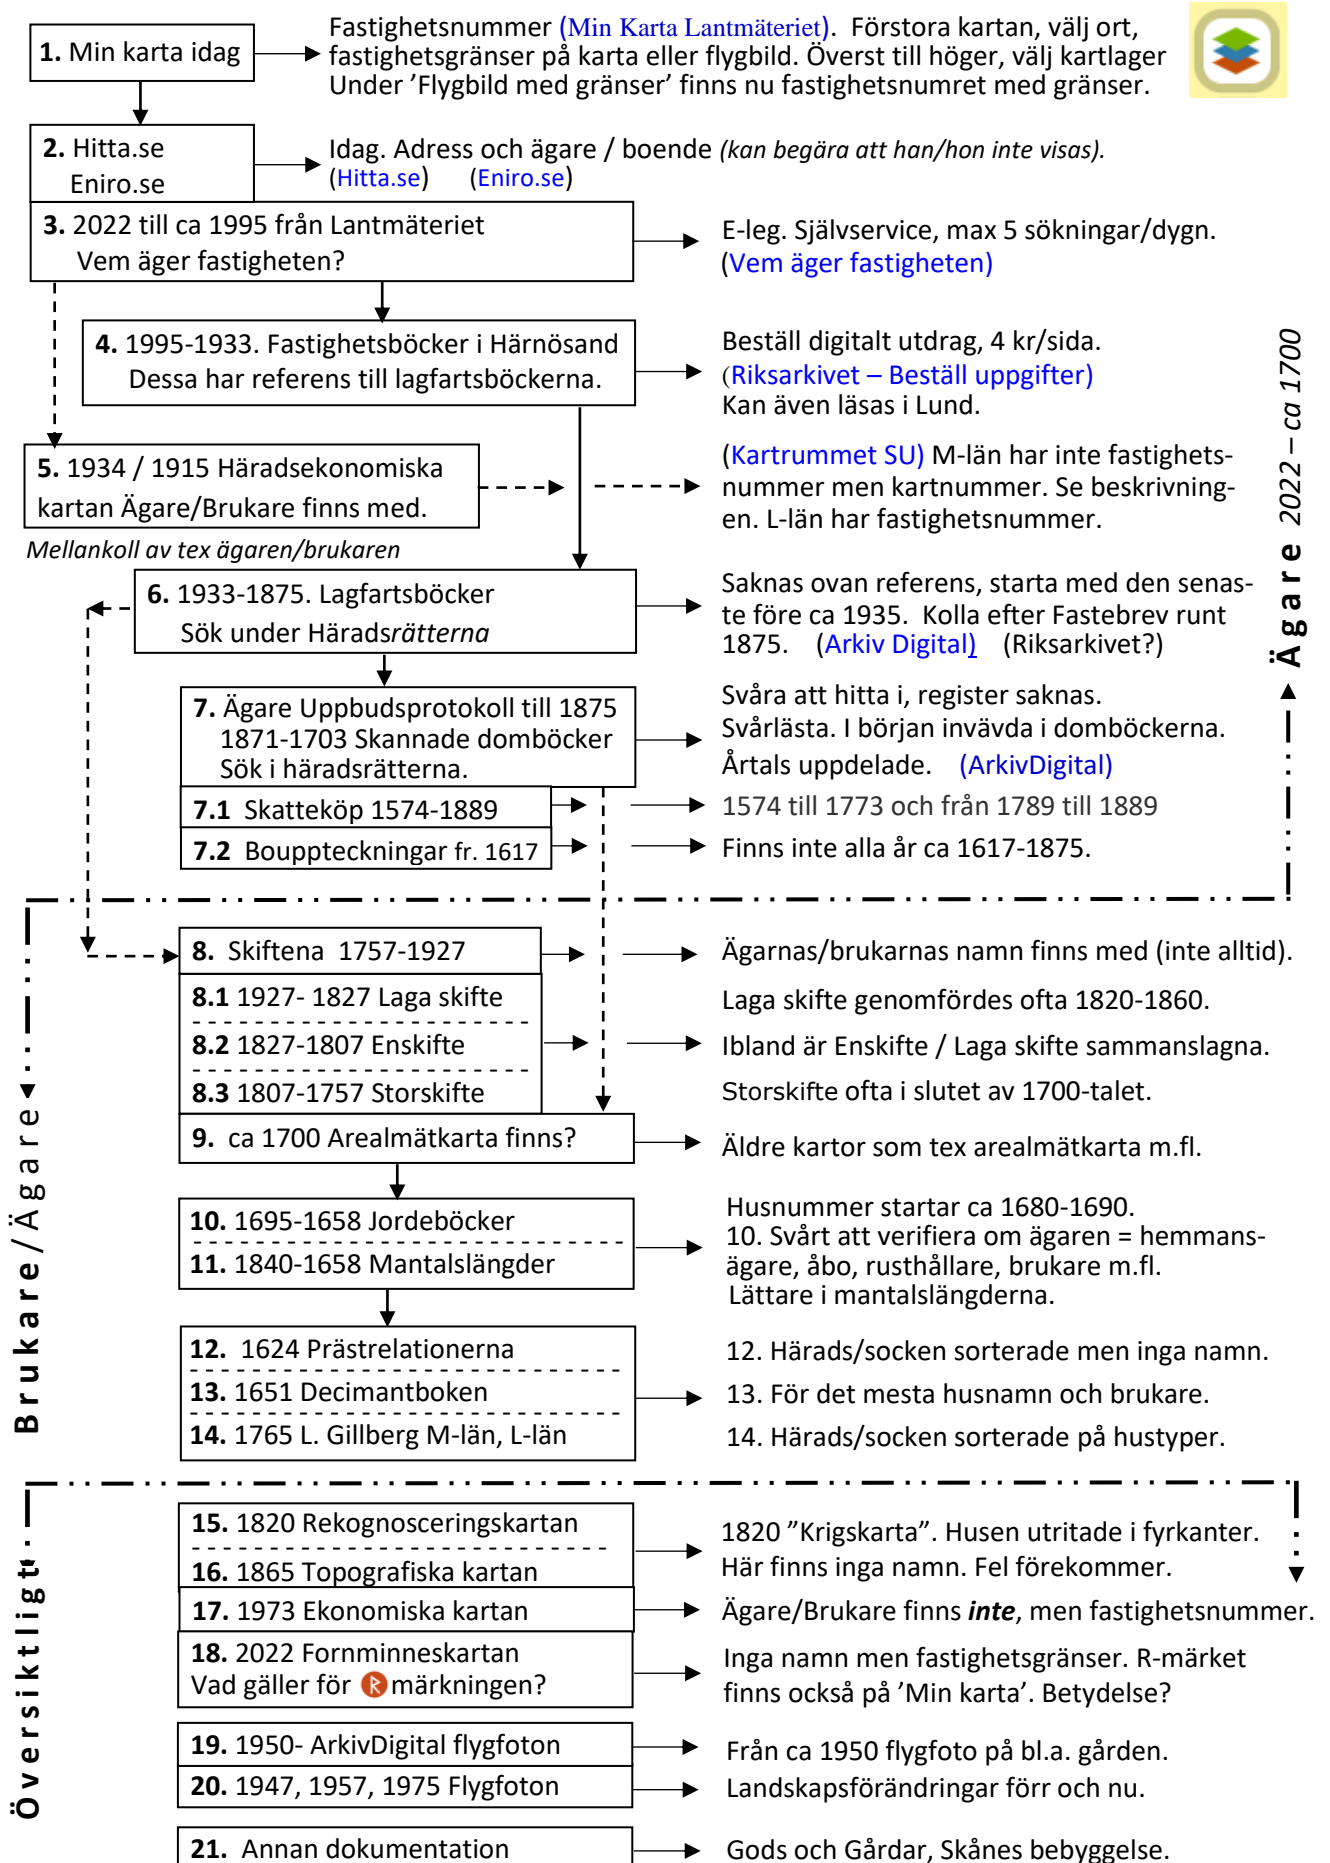 1. Min karta idag
Fastighetsnummer (Min Karta Lantmäteriet). Förstora kartan, välj ort,
fastighetsgränser på karta eller flygbild. Överst till höger, välj kartlager
Under ’Flygbild med gränser’ finns nu fastighetsnumret med gränser.
2. Hitta.se
Eniro.se
Idag. Adress och ägare / boende (kan begära att han/hon inte visas).
(Hitta.se) (Eniro.se)
3. 2022 till ca 1995 från Lantmäteriet
Vem äger fastigheten?
E-leg. Självservice, max 5 sökningar/dygn.
(Vem äger fastigheten)
4. 1995-1933. Fastighetsböcker i Härnösand
Dessa har referens till lagfartsböckerna.
Beställ digitalt utdrag, 4 kr/sida.
(Riksarkivet – Beställ uppgifter)
Kan även läsas i Lund.
5. 1934 / 1915 Häradsekonomiska
kartan Ägare/Brukare finns med.
(Kartrummet SU) M-län har inte fastighets-
nummer men kartnummer. Se beskrivning-
en. L-län har fastighetsnummer.
Mellankoll av tex ägaren/brukaren
6. 1933-1875. Lagfartsböcker
Sök under Häradsrätterna
Saknas ovan referens, starta med den senas-
te före ca 1935. Kolla efter Fastebrev runt
1875. (Arkiv Digital) (Riksarkivet?)
7. Ägare Uppbudsprotokoll till 1875
1871-1703 Skannade domböcker
Sök i häradsrätterna.
Svåra att hitta i, register saknas.
Svårlästa. I början invävda i domböckerna.
Årtals uppdelade. (ArkivDigital)
7.1 Skatteköp 1574-1889
1574 till 1773 och från 1789 till 1889
7.2 Bouppteckningar fr. 1617
Finns inte alla år ca 1617-1875.
Ägare 2022 – ca 1700
8. Skiftena 1757-1927
Ägarnas/brukarnas namn finns med (inte alltid).
8.1 1927- 1827 Laga skifte
Laga skifte genomfördes ofta 1820-1860.
8.2 1827-1807 Enskifte
Ibland är Enskifte / Laga skifte sammanslagna.
8.3 1807-1757 Storskifte
Storskifte ofta i slutet av 1700-talet.
9. ca 1700 Arealmätkarta finns?
Äldre kartor som tex arealmätkarta m.fl.
10. 1695-1658 Jordeböcker
11. 1840-1658 Mantalslängder
Husnummer startar ca 1680-1690.
10. Svårt att verifiera om ägaren = hemmans-
ägare, åbo, rusthållare, brukare m.fl.
Lättare i mantalslängderna.
12. 1624 Prästrelationerna
12. Härads/socken sorterade men inga namn.
13. 1651 Decimantboken
13. För det mesta husnamn och brukare.
14. 1765 L. Gillberg M-län, L-län
14. Härads/socken sorterade på hustyper.
Brukare / Ägare
15. 1820 Rekognosceringskartan
16. 1865 Topografiska kartan
1820 ”Krigskarta”. Husen utritade i fyrkanter.
Här finns inga namn. Fel förekommer.
17. 1973 Ekonomiska kartan
Ägare/Brukare finns inte, men fastighetsnummer.
18. 2022 Fornminneskartan
Vad gäller för R märkningen?
Inga namn men fastighetsgränser. R-märket
finns också på ’Min karta’. Betydelse?
19. 1950- ArkivDigital flygfoton
Från ca 1950 flygfoto på bl.a. gården.
20. 1947, 1957, 1975 Flygfoton
Landskapsförändringar förr och nu.
21. Annan dokumentation
Gods och Gårdar, Skånes bebyggelse.
Översiktligt